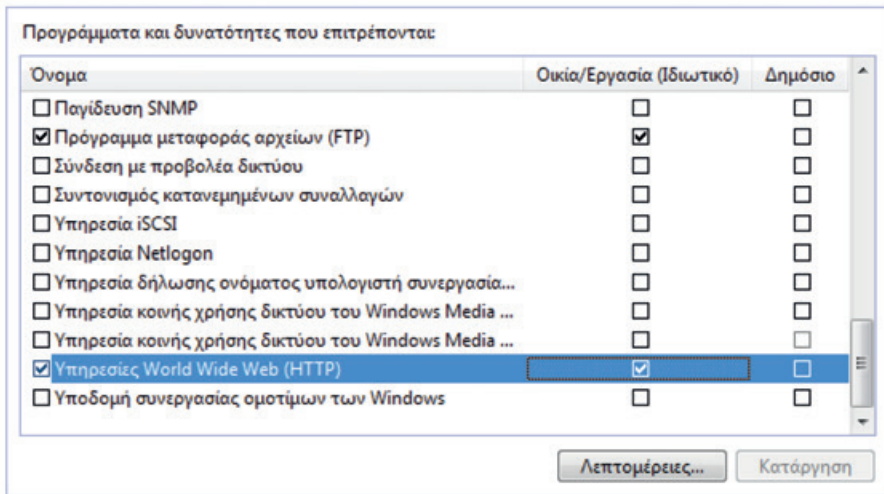 Προγράμματα και δυνατότητες που επιτρέπονται:
Όνομα Οικία/Εργασία (Ιδιωτικό) Δημόσιο
Παγίδευση SNMP
Πρόγραμμα μεταφοράς αρχείων (FTP)
Σύνδεση με προβολέα δικτύου
Συντονισμός κατανεμημένων συναλλαγών
Υπηρεσία iSCSI
Υπηρεσία Netlogon
Υπηρεσία δήλωσης ονόματος υπολογιστή συνεργασία...
Υπηρεσία κοινής χρήσης δικτύου του Windows Media ...
Υπηρεσία κοινής χρήσης δικτύου του Windows Media ...
Υπηρεσίες World Wide Web (HTTP)
Υποδομή συνεργασίας ομοτίμων των Windows
Λεπτομέρειες... Κατάργηση